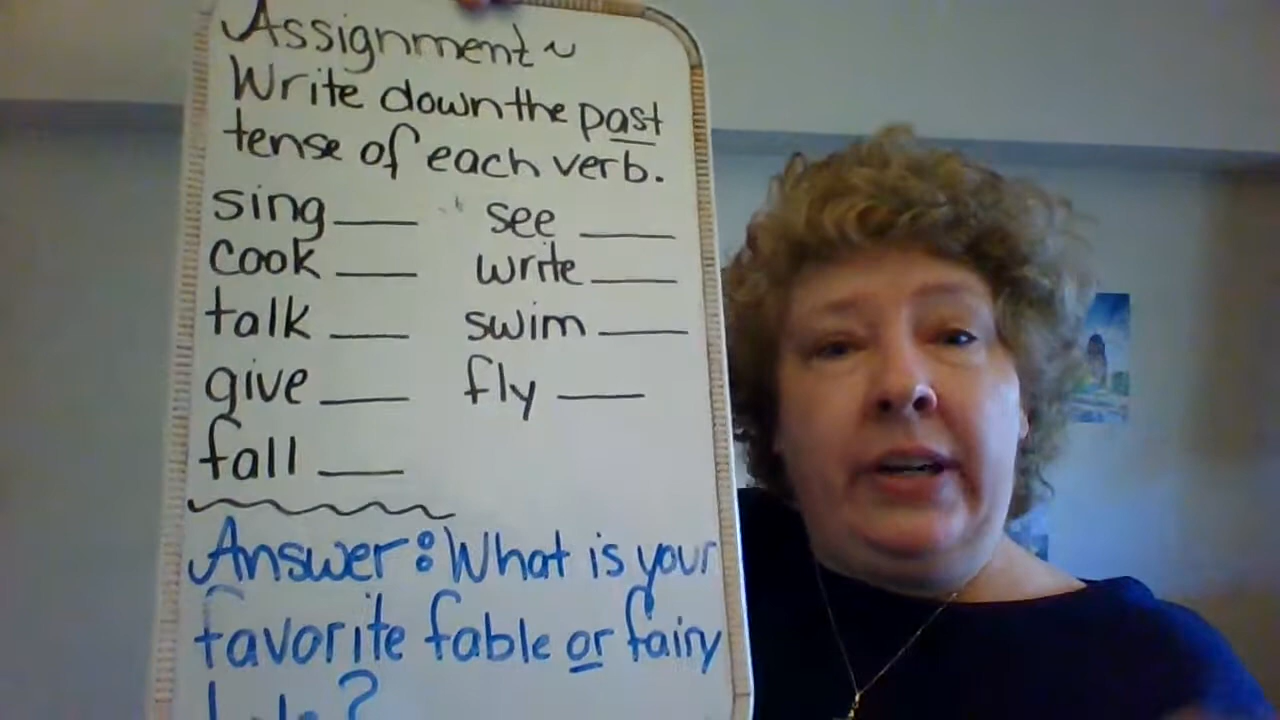 Assignment ~
Write down the past
tense of each verb.
sing ___ see ___
cook ___ write ___
talk ___ swim ___
give ___ fly ___
fall ___
Answer: What is your
favorite fable or fairy
?